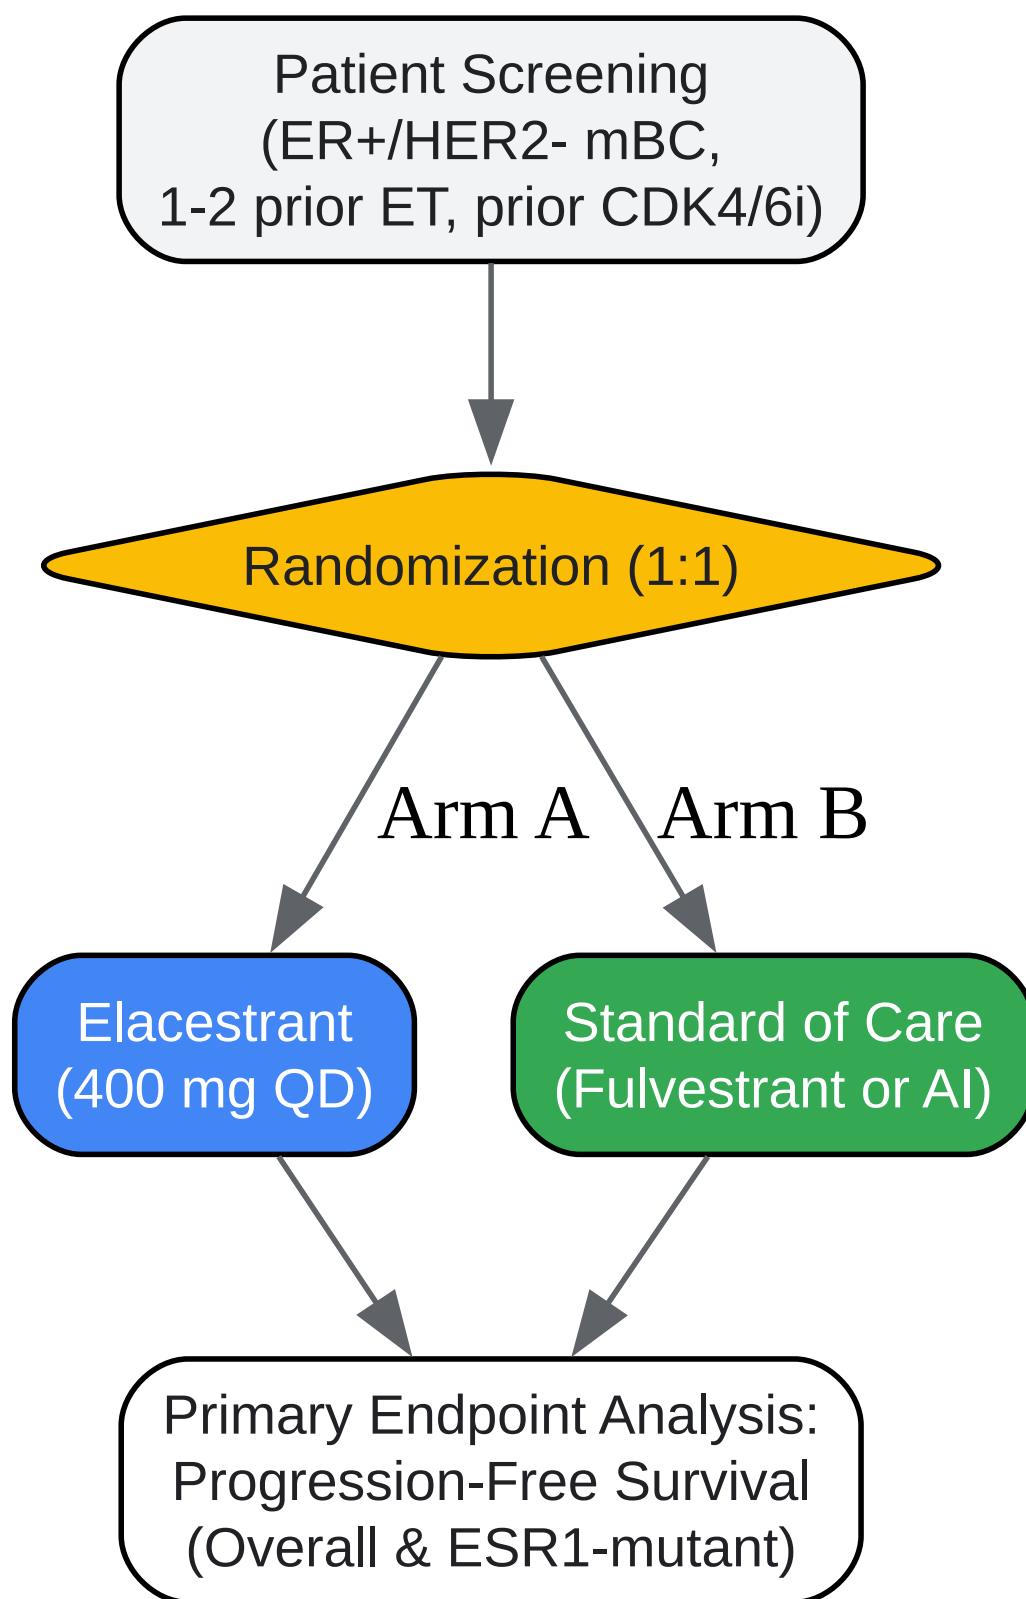 Patient Screening
(ER+/HER2- mBC,
1-2 prior ET, prior CDK4/6i)
Randomization (1:1)
Arm A
Arm B
Elacestrant
(400 mg QD)
Standard of Care
(Fulvestrant or AI)
Primary Endpoint Analysis:
Progression-Free Survival
(Overall & ESR1-mutant)